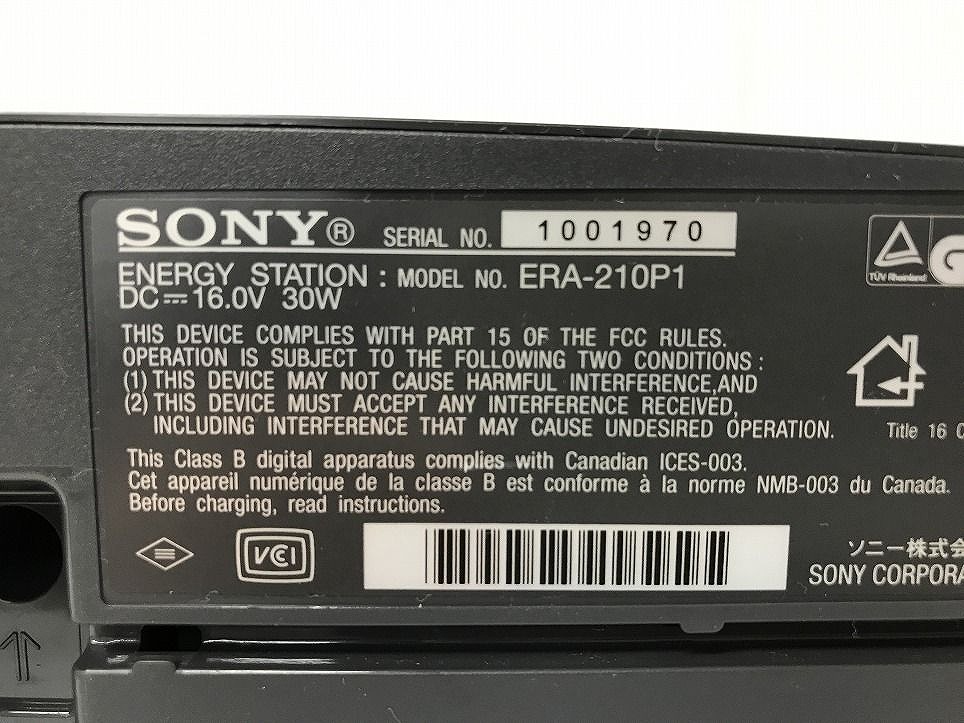 SONY® SERIAL NO. 1001970
ENERGY STATION : MODEL NO. ERA-210P1
DC⎓16.0V 30W
TÜV Rheinland
THIS DEVICE COMPLIES WITH PART 15 OF THE FCC RULES.
OPERATION IS SUBJECT TO THE FOLLOWING TWO CONDITIONS :
(1) THIS DEVICE MAY NOT CAUSE HARMFUL INTERFERENCE,AND
(2) THIS DEVICE MUST ACCEPT ANY INTERFERENCE RECEIVED,
INCLUDING INTERFERENCE THAT MAY CAUSE UNDESIRED OPERATION.
Title 16 C
This Class B digital apparatus complies with Canadian ICES-003.
Cet appareil numérique de la classe B est conforme à la norme NMB-003 du Canada.
Before charging, read instructions.
VCI
ソニー株式会
SONY CORPORA